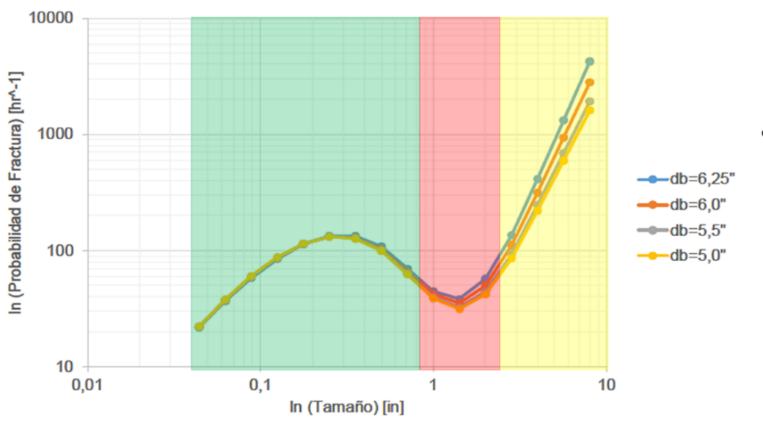 10000
1000
100
10
ln (Probabilidad de Fractura) [hr^-1]
0,01
0,1
1
10
ln (Tamaño) [in]
db=6,25"
db=6,0"
db=5,5"
db=5,0"